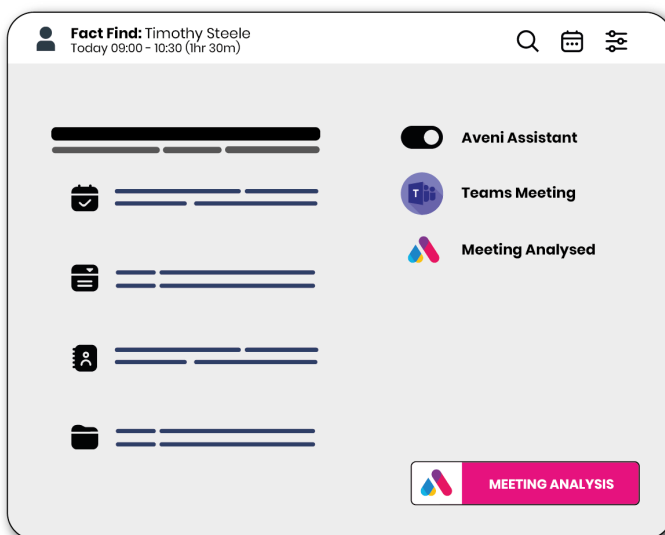 Fact Find: Timothy Steele
Today 09:00 - 10:30 (1hr 30m)
Aveni Assistant
T
Teams Meeting
Meeting Analysed
MEETING ANALYSIS